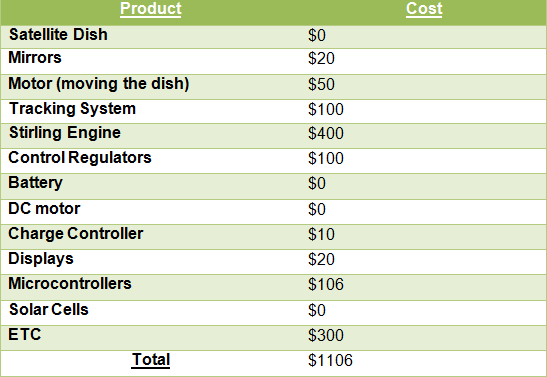 Product Cost
Satellite Dish $0
Mirrors $20
Motor (moving the dish) $50
Tracking System $100
Stirling Engine $400
Control Regulators $100
Battery $0
DC motor $0
Charge Controller $10
Displays $20
Microcontrollers $106
Solar Cells $0
ETC $300
Total $1106